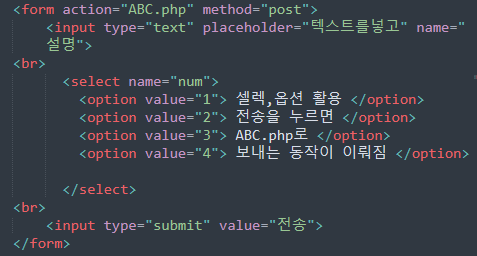 <form action="ABC.php" method="post">
<input type="text" placeholder="텍스트를넣고" name="
설명">
<br>
<select name="num">
<option value="1"> 셀렉,옵션 활용 </option>
<option value="2"> 전송을 누르면 </option>
<option value="3"> ABC.php로 </option>
<option value="4"> 보내는 동작이 이뤄짐 </option>
</select>
<br>
<input type="submit" value="전송">
</form>